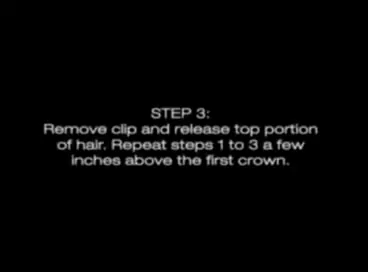 STEP 3:
Remove clip and release top portion
of hair. Repeat steps 1 to 3 a few
inches above the first crown.